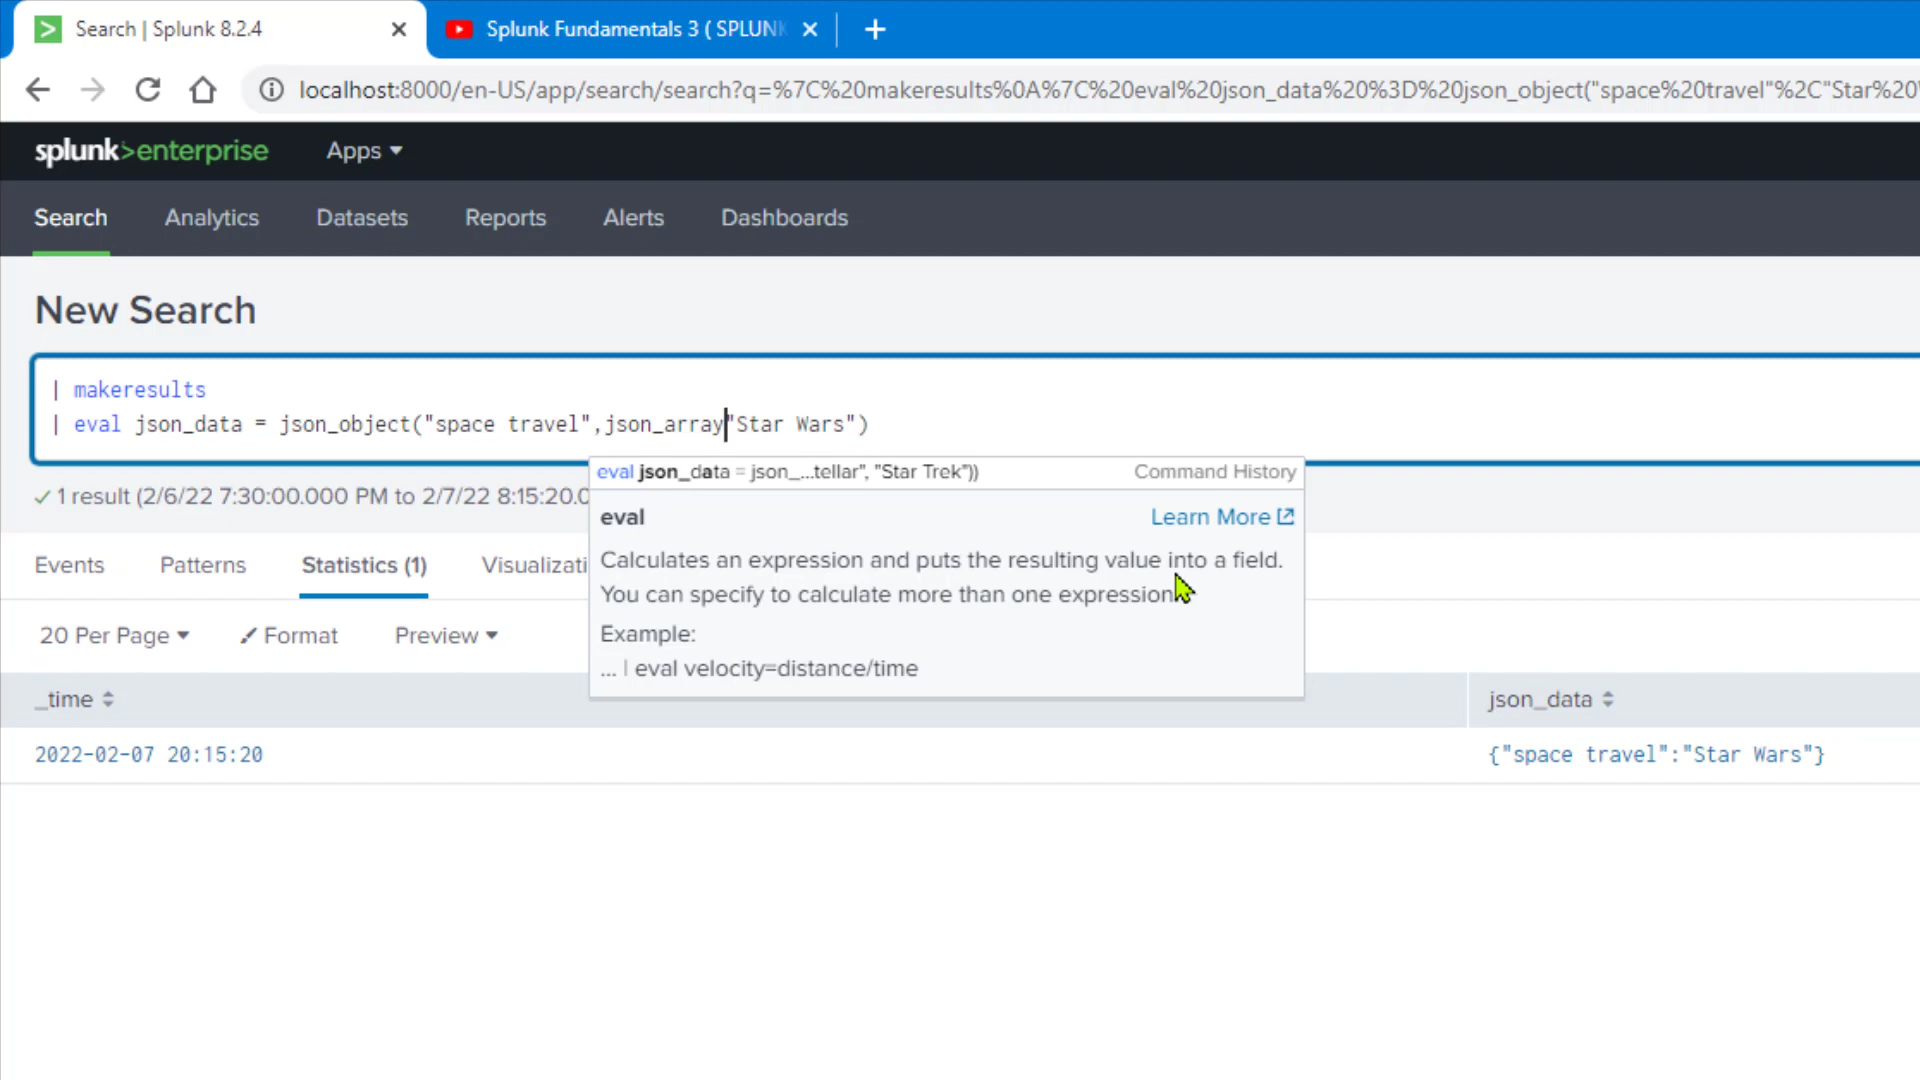 Search | Splunk 8.2.4
Splunk Fundamentals 3 ( SPLUNK
localhost:8000/en-US/app/search/search?q=%7C%20makeresults%0A%7C%20eval%20json_data%20%3D%20json_object("space%20travel"%2C"Star%20
splunk>enterprise Apps
Search Analytics Datasets Reports Alerts Dashboards
New Search
| makeresults
| eval json_data = json_object("space travel",json_array"Star Wars")
eval json_data = json_...tellar", "Star Trek")) Command History
✓ 1 result (2/6/22 7:30:00.000 PM to 2/7/22 8:15:20.0
eval Learn More
Calculates an expression and puts the resulting value into a field.
You can specify to calculate more than one expression
Example:
... | eval velocity=distance/time
Events Patterns Statistics (1) Visualizati
20 Per Page Format Preview
_time json_data
2022-02-07 20:15:20 {"space travel":"Star Wars"}